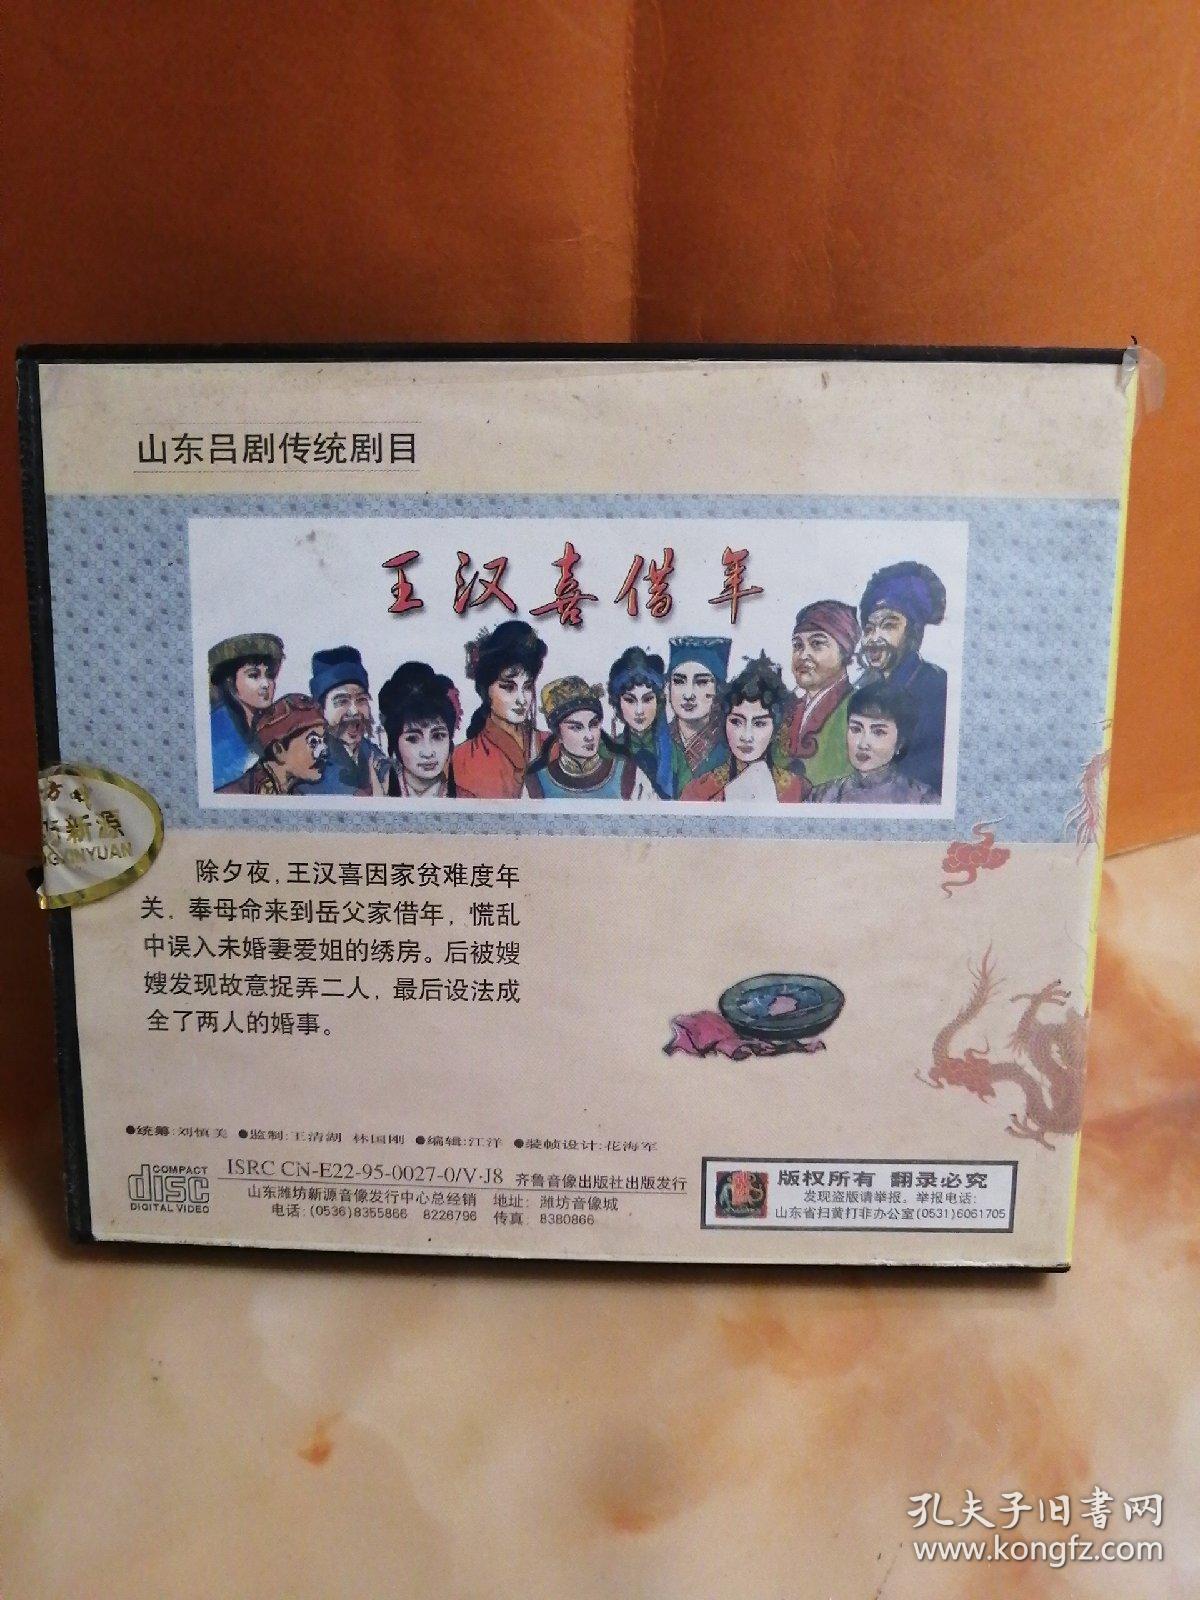 山东吕剧传统剧目
王汉喜借年
新源
XINYUAN
除夕夜,王汉喜因家贫难度年
关,奉母命来到岳父家借年,慌乱
中误入未婚妻爱姐的绣房。后被嫂
嫂发现故意捉弄二人,最后设法成
全了两人的婚事。
●统筹:刘慎美 ●监制:王清湖 林国刚 ●编辑:江洋 ●装帧设计:花海军
COMPACT
disc
DIGITAL VIDEO
ISRC CN-E22-95-0027-0/V·J8 齐鲁音像出版社出版发行
山东潍坊新源音像发行中心总经销 地址:潍坊音像城
电话:(0536)8355866 8226796 传真:8380866
版权所有 翻录必究
发现盗版请举报。举报电话:
山东省扫黄打非办公室(0531)6061705
孔夫子旧书网
www.kongfz.com